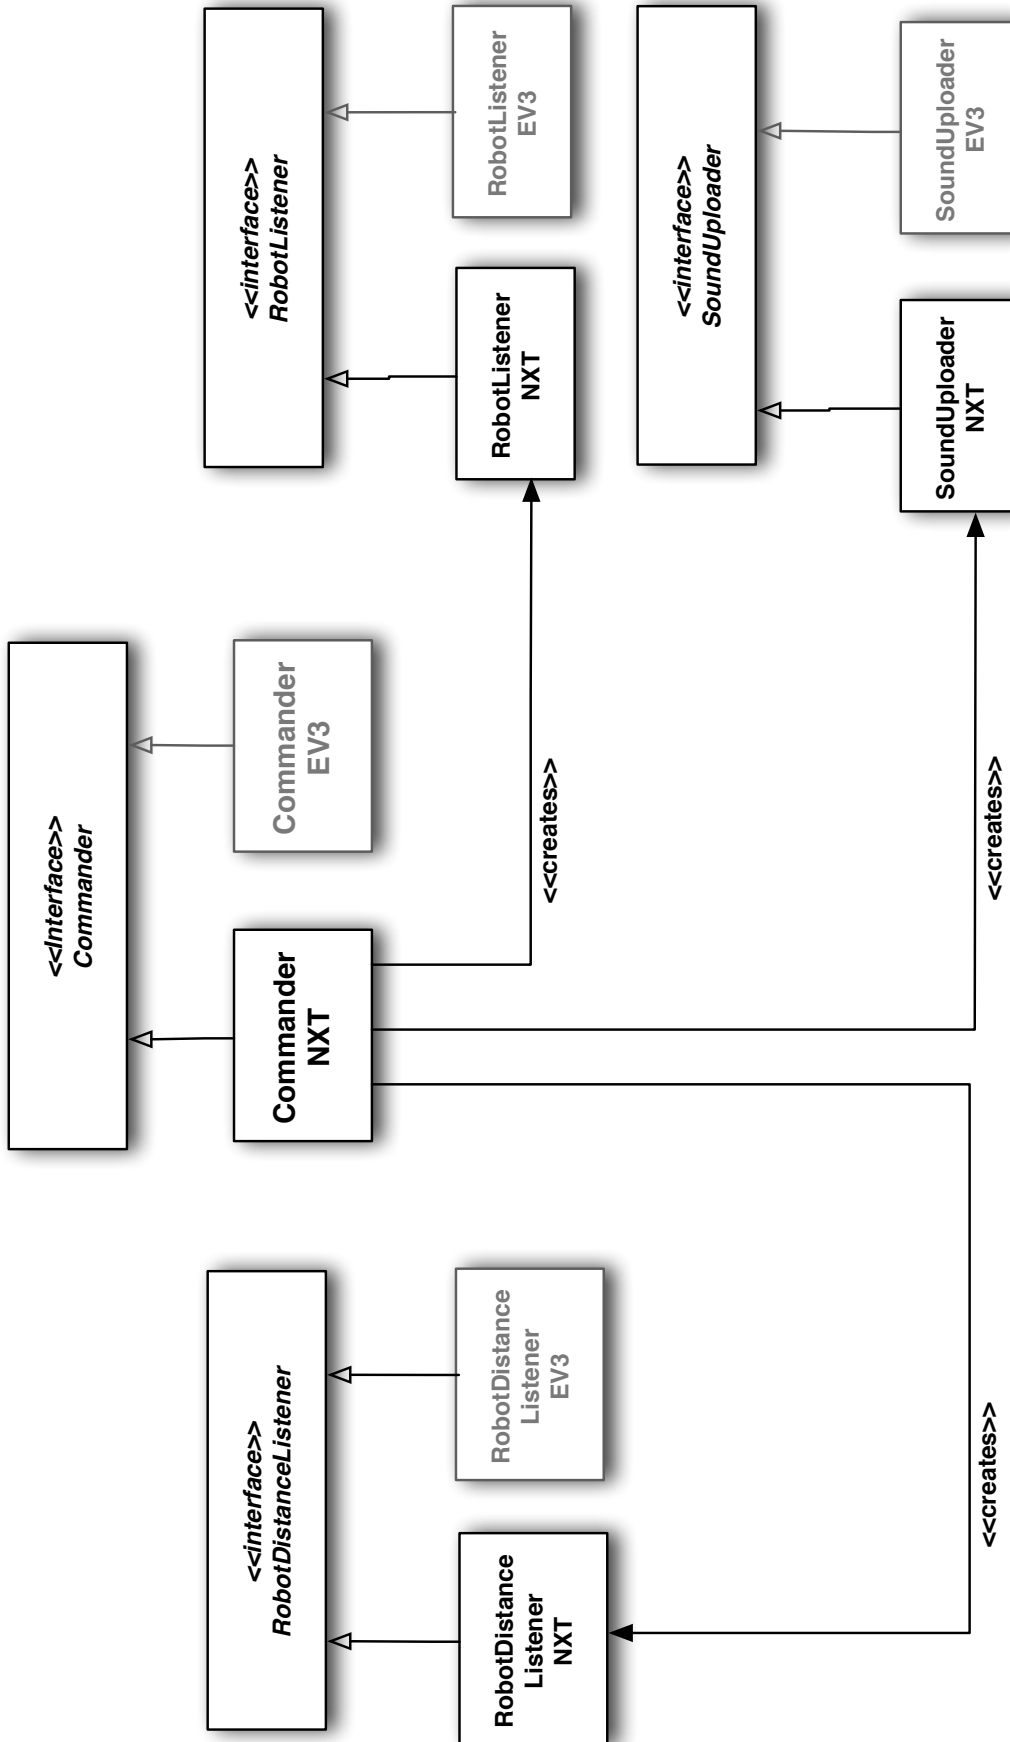 <<Interface>>
Commander
Commander
NXT
Commander
EV3
<<interface>>
RobotDistanceListener
RobotDistance
Listener
NXT
RobotDistance
Listener
EV3
<<interface>>
RobotListener
RobotListener
NXT
RobotListener
EV3
<<interface>>
SoundUploader
SoundUploader
NXT
SoundUploader
EV3
<<creates>>
<<creates>>
<<creates>>